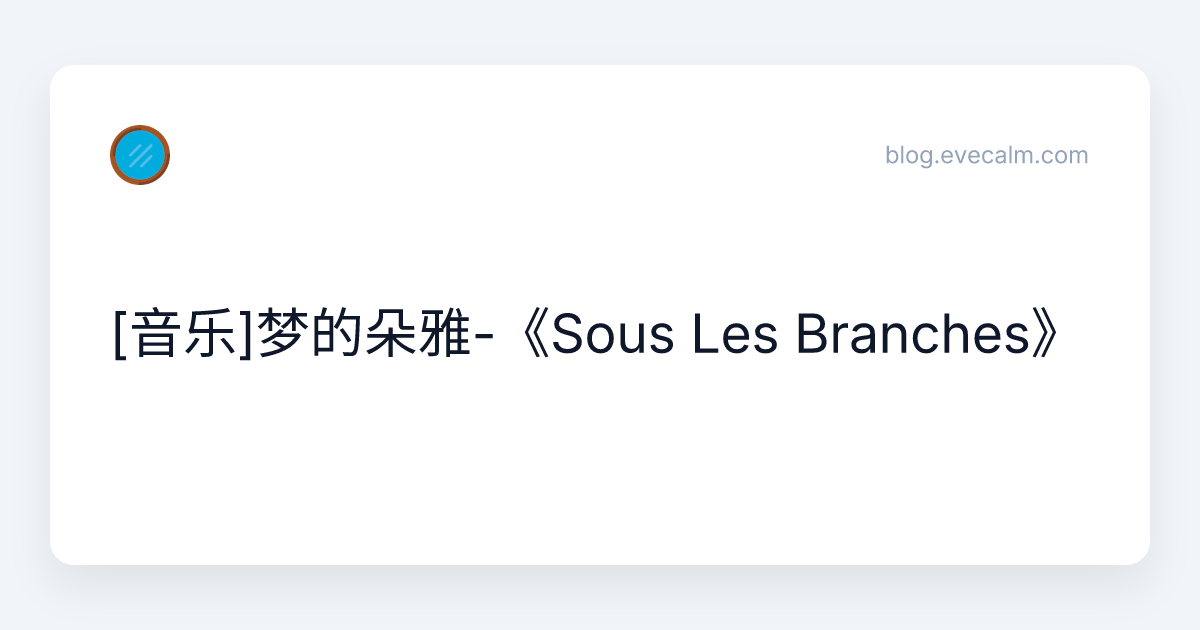 blog.evecalm.com
[音乐]梦的朵雅-《Sous Les Branches》